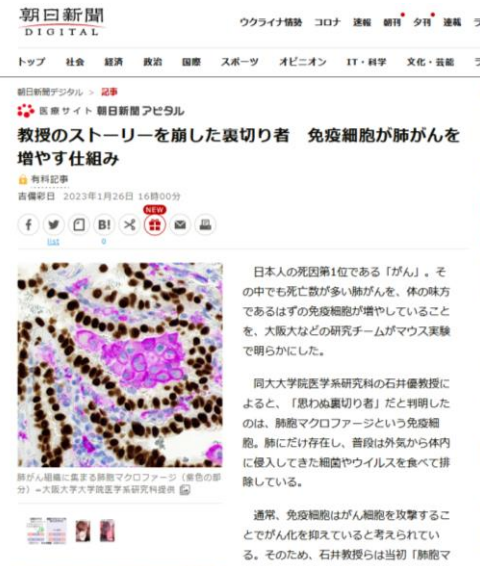 朝日新聞
DIGITAL
ウクライナ情勢 コロナ 速報 朝刊 夕刊 連載 ラ
トップ 社会 経済 政治 国際 スポーツ オピニオン IT・科学 文化・芸能 ラ
朝日新聞デジタル > 記事
医療サイト 朝日新聞アピタル
教授のストーリーを崩した裏切り者 免疫細胞が肺がんを
増やす仕組み
有料記事
2023年1月26日 16時00分
NEW
B!
list
0
日本人の死因第1位である「がん」。そ
の中でも死亡数が多い肺がんを、体の味方
であるはずの免疫細胞が増やしていること
を、大阪大などの研究チームがマウス実験
で明らかにした。
同大大学院医学系研究科の石井優教授に
よると、「思わぬ裏切り者」だと判明した
のは、肺胞マクロファージという免疫細
胞。肺にだけ存在し、普段は外気から体内
に侵入してきた細菌やウイルスを食べて排
除している。
通常、免疫細胞はがん細胞を攻撃するこ
とでがん化を抑えていると考えられてい
る。そのため、石井教授らは当初「肺胞マ
肺がん組織に集まる肺胞マクロファージ（紫色の部
分）=大阪大学大学院医学系研究科提供